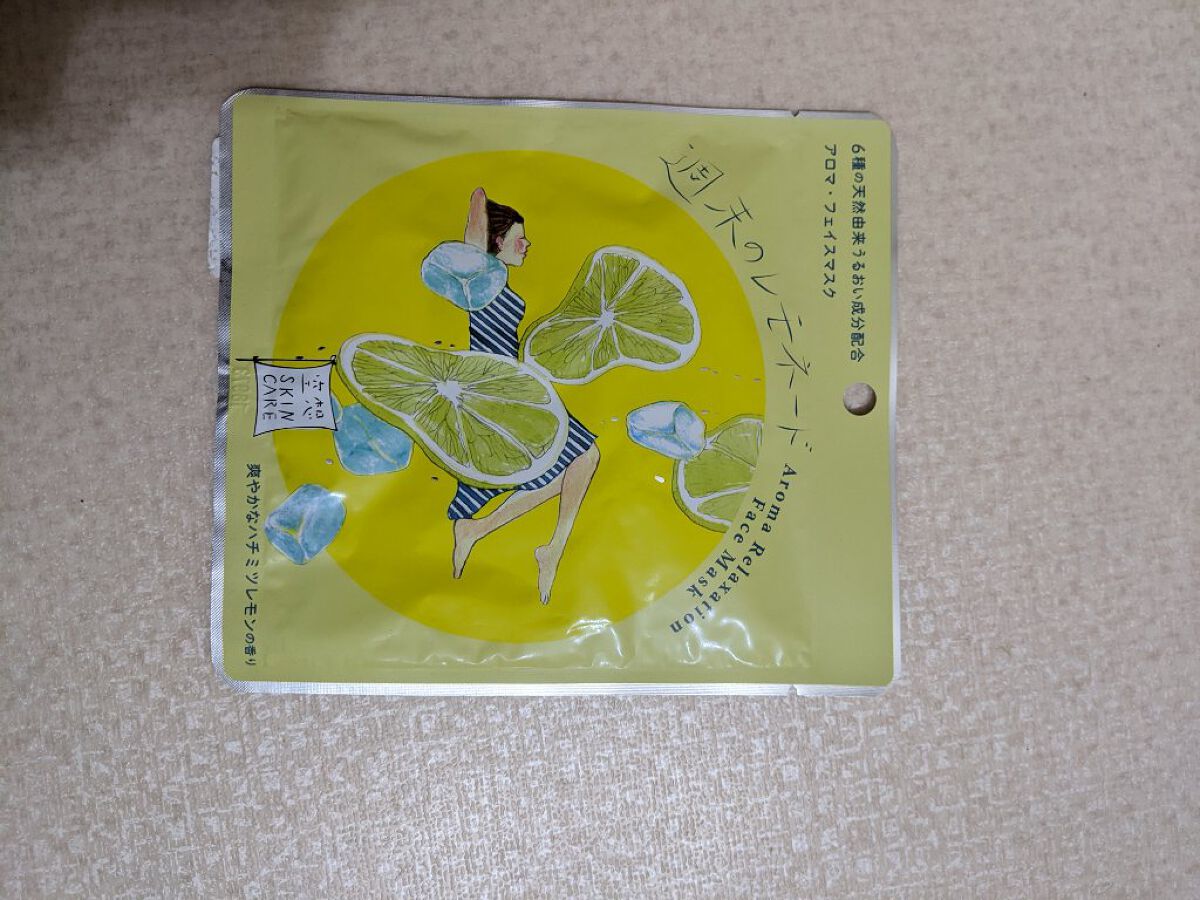 6種の天然由来うるおい成分配合
アロマ・フェイスマスク
週末のレモネード
Aroma Relaxation
Face Mask
空想
SKIN
CARE
爽やかなハチミツレモンの香り